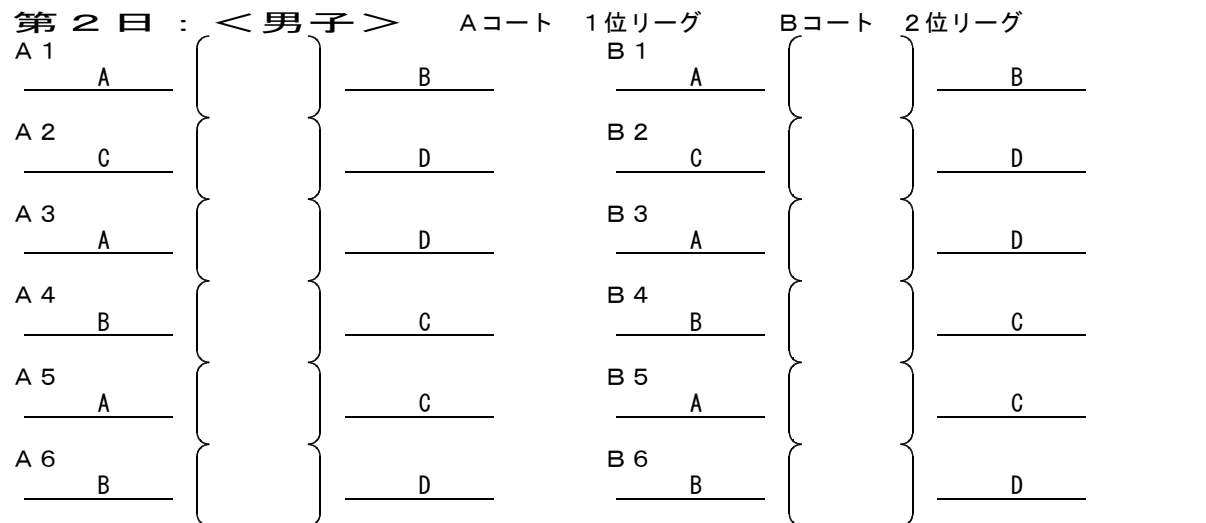 第２日：＜男子＞　Ａコート　１位リーグ　Ｂコート　２位リーグ
Ａ１　Ｂ１
A　B　A　B
Ａ２　Ｂ２
C　D　C　D
Ａ３　Ｂ３
A　D　A　D
Ａ４　Ｂ４
B　C　B　C
Ａ５　Ｂ５
A　C　A　C
Ａ６　Ｂ６
B　D　B　D